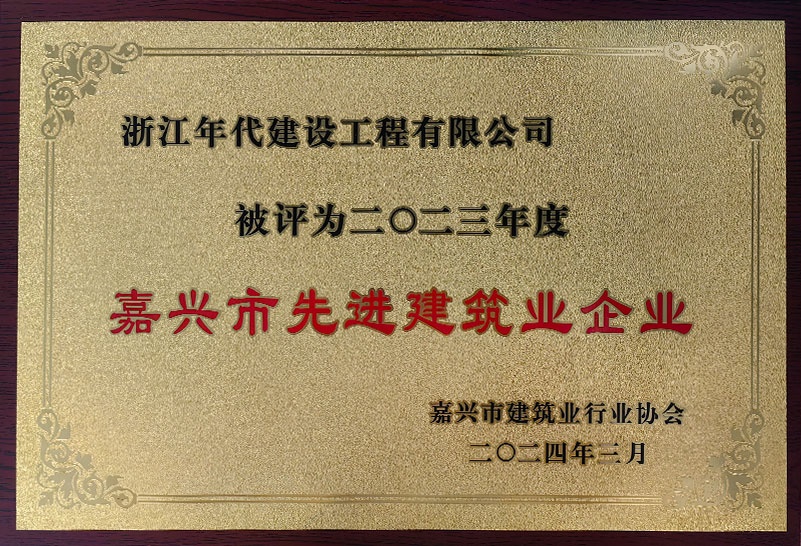 浙江年代建设工程有限公司
被评为二〇二三年度
嘉兴市先进建筑业企业
嘉兴市建筑业行业协会
二〇二四年三月